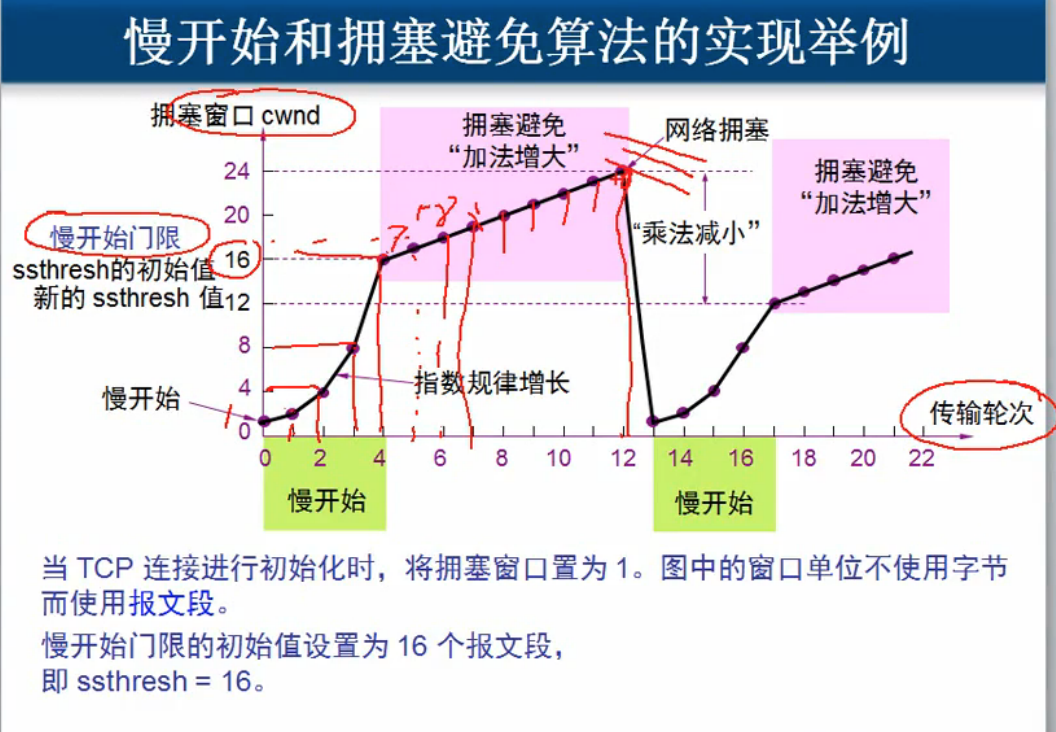 慢开始和拥塞避免算法的实现举例
拥塞窗口 cwnd
拥塞避免
“加法增大”
网络拥塞
拥塞避免
“加法增大”
24
20
慢开始门限
ssthresh的初始值 16
新的 ssthresh 值 12
“乘法减小”
8
4
指数规律增长
慢开始
0
传输轮次
0 2 4 6 8 10 12 14 16 18 20 22
慢开始
慢开始
当 TCP 连接进行初始化时，将拥塞窗口置为 1。图中的窗口单位不使用字节
而使用报文段。
慢开始门限的初始值设置为 16 个报文段，
即 ssthresh = 16。